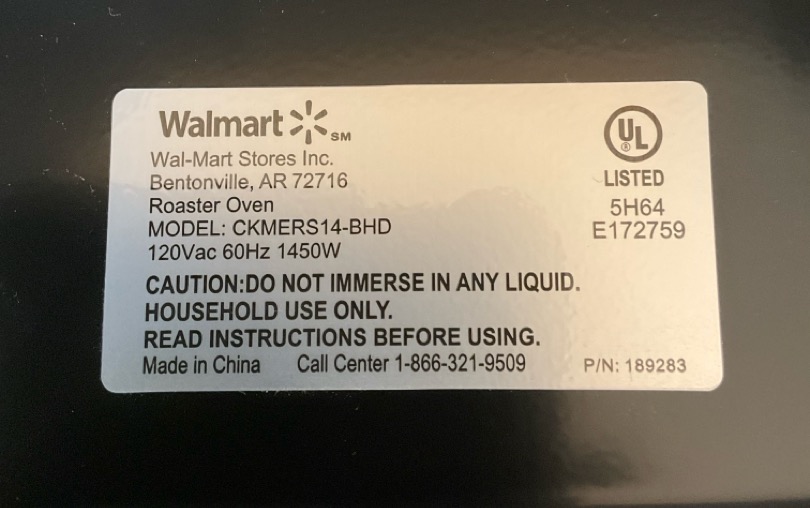 Walmart SM
Wal-Mart Stores Inc.
Bentonville, AR 72716
Roaster Oven
MODEL: CKMERS14-BHD
120Vac 60Hz 1450W
UL ®
LISTED
5H64
E172759
CAUTION:DO NOT IMMERSE IN ANY LIQUID.
HOUSEHOLD USE ONLY.
READ INSTRUCTIONS BEFORE USING.
Made in China Call Center 1-866-321-9509 P/N: 189283